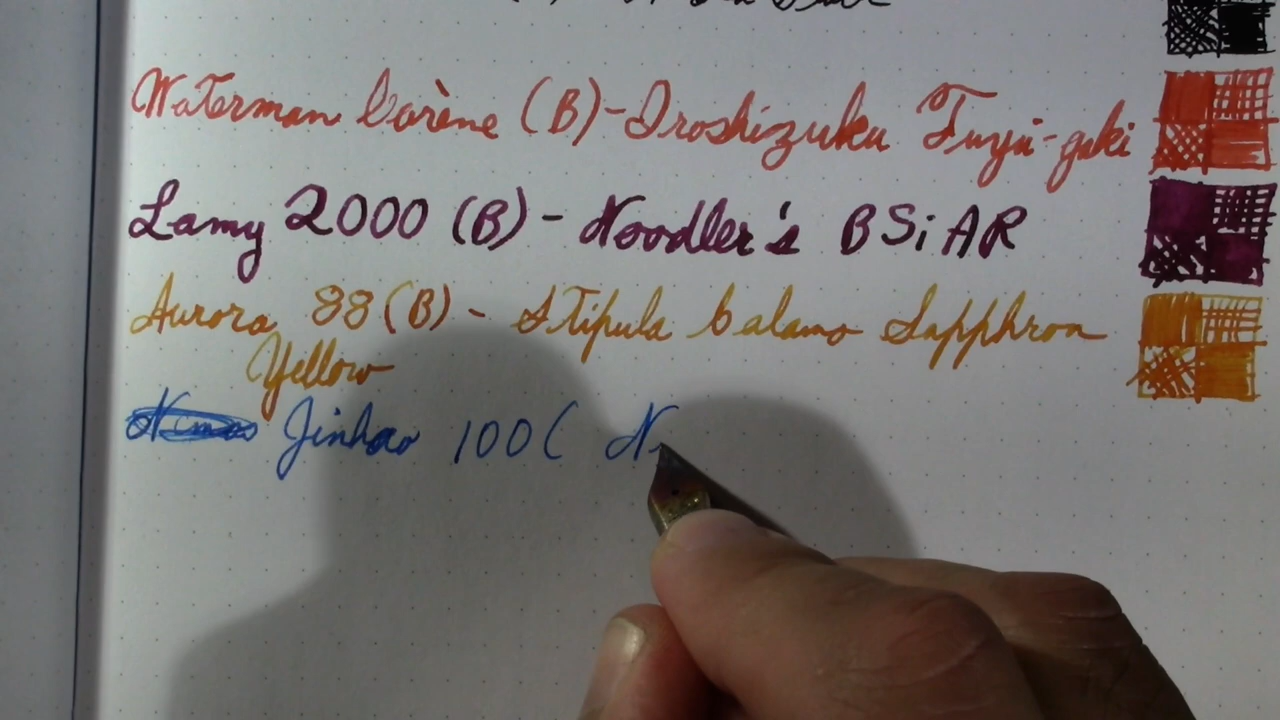 Waterman Carène (B)-Iroshizuku Fuyu-gaki
Lamy 2000 (B) - Noodler's BSiAR
Aurora 88 (B) - Stipula Calamo Sapphron
Yellow
Jinhao 100 ( N